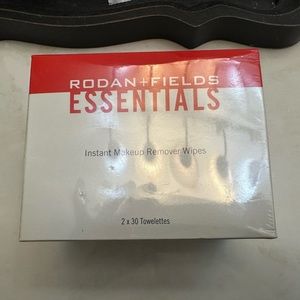 RODAN+FIELDS
ESSENTIALS
Instant Makeup Remover Wipes
2 x 30 Towelettes